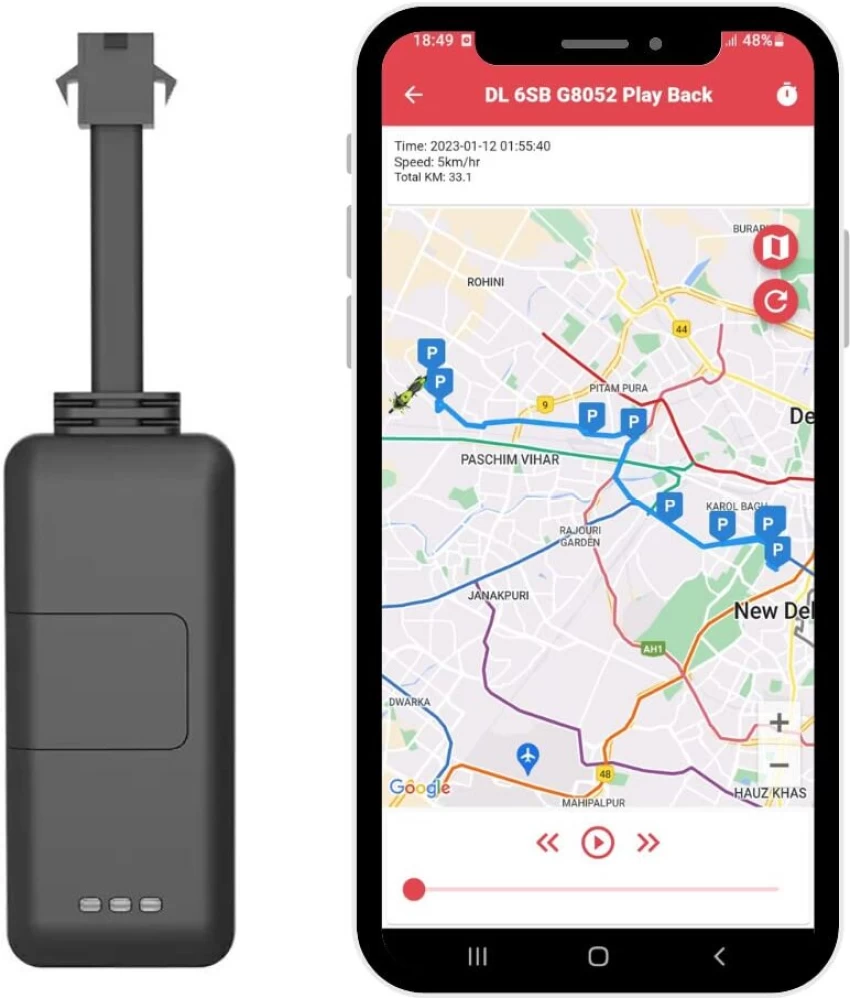 18:49
48%
DL 6SB G8052 Play Back
Time: 2023-01-12 01:55:40
Speed: 5km/hr
Total KM: 33.1
BURAR
ROHINI
44
P
P
PITAM PURA
9
P
P
De
PASCHIM VIHAR
P
KAROL BAGH
P
P
RAJOURI
GARDEN
P
JANAKPURI
New Del
AH1
DWARKA
+
−
48
Google
HAUZ KHAS
MAHIPALPUR